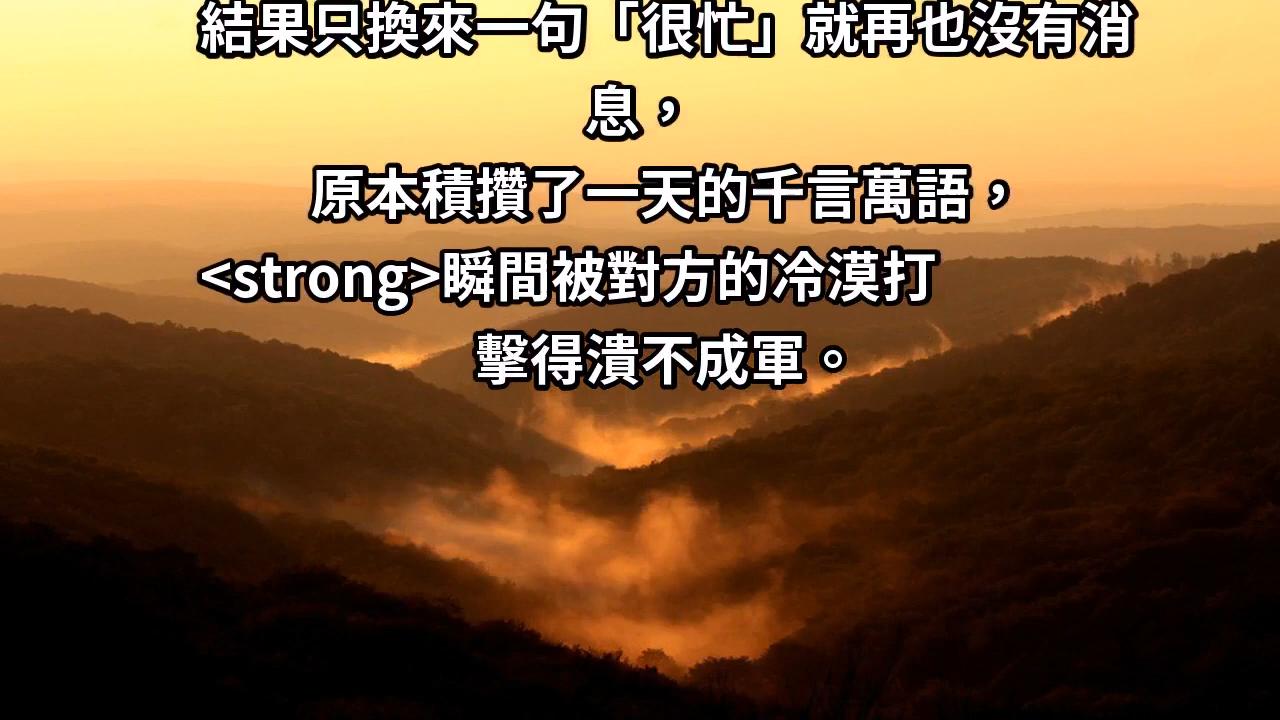 結果只換來一句「很忙」就再也沒有消
息，
原本積攢了一天的千言萬語，
<strong>瞬間被對方的冷漠打
擊得潰不成軍。